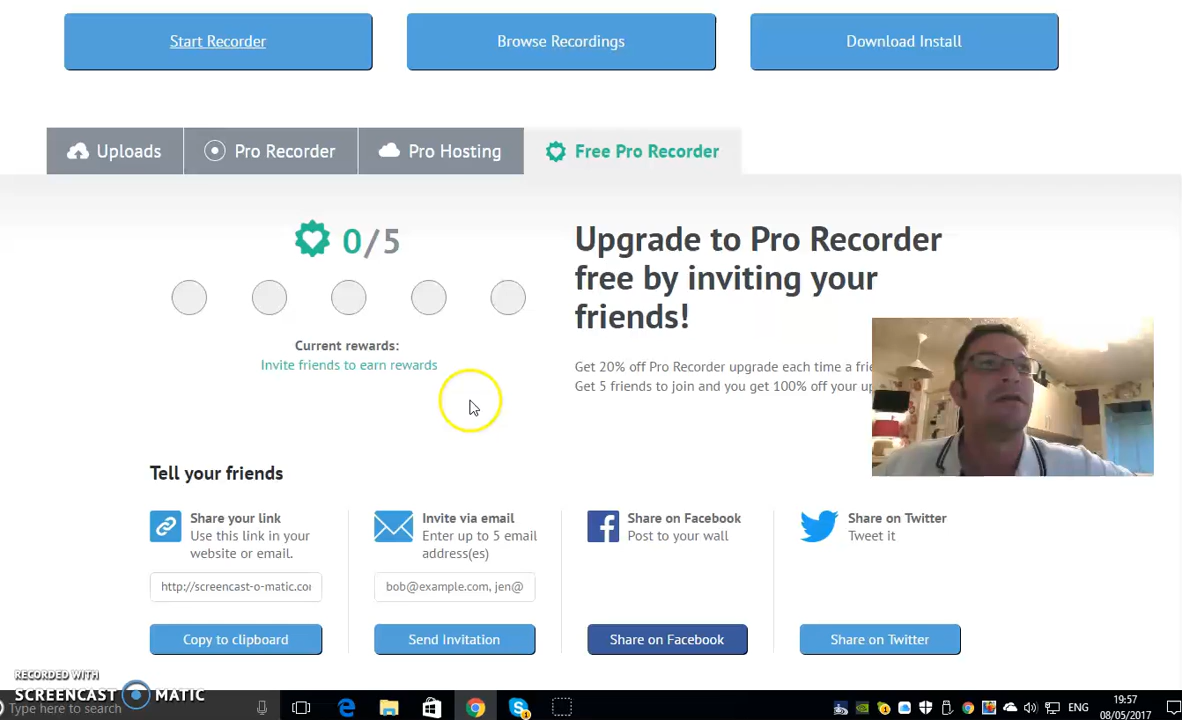 Start Recorder
Browse Recordings
Download Install
Uploads
Pro Recorder
Pro Hosting
Free Pro Recorder
0/5
Current rewards:
Invite friends to earn rewards
Upgrade to Pro Recorder
free by inviting your
friends!
Get 20% off Pro Recorder upgrade each time a
Get 5 friends to join and you get 100% off your
Tell your friends
Share your link
Use this link in your
website or email.
http://screencast-o-matic.co
Copy to clipboard
Invite via email
Enter up to 5 email
address(es)
bob@example.com, jen@
Send Invitation
Share on Facebook
Post to your wall
Share on Facebook
Share on Twitter
Tweet it
Share on Twitter
RECORDED WITH
SCREENCAST MATIC
Type here to search
ENG
19:57
08/05/2017